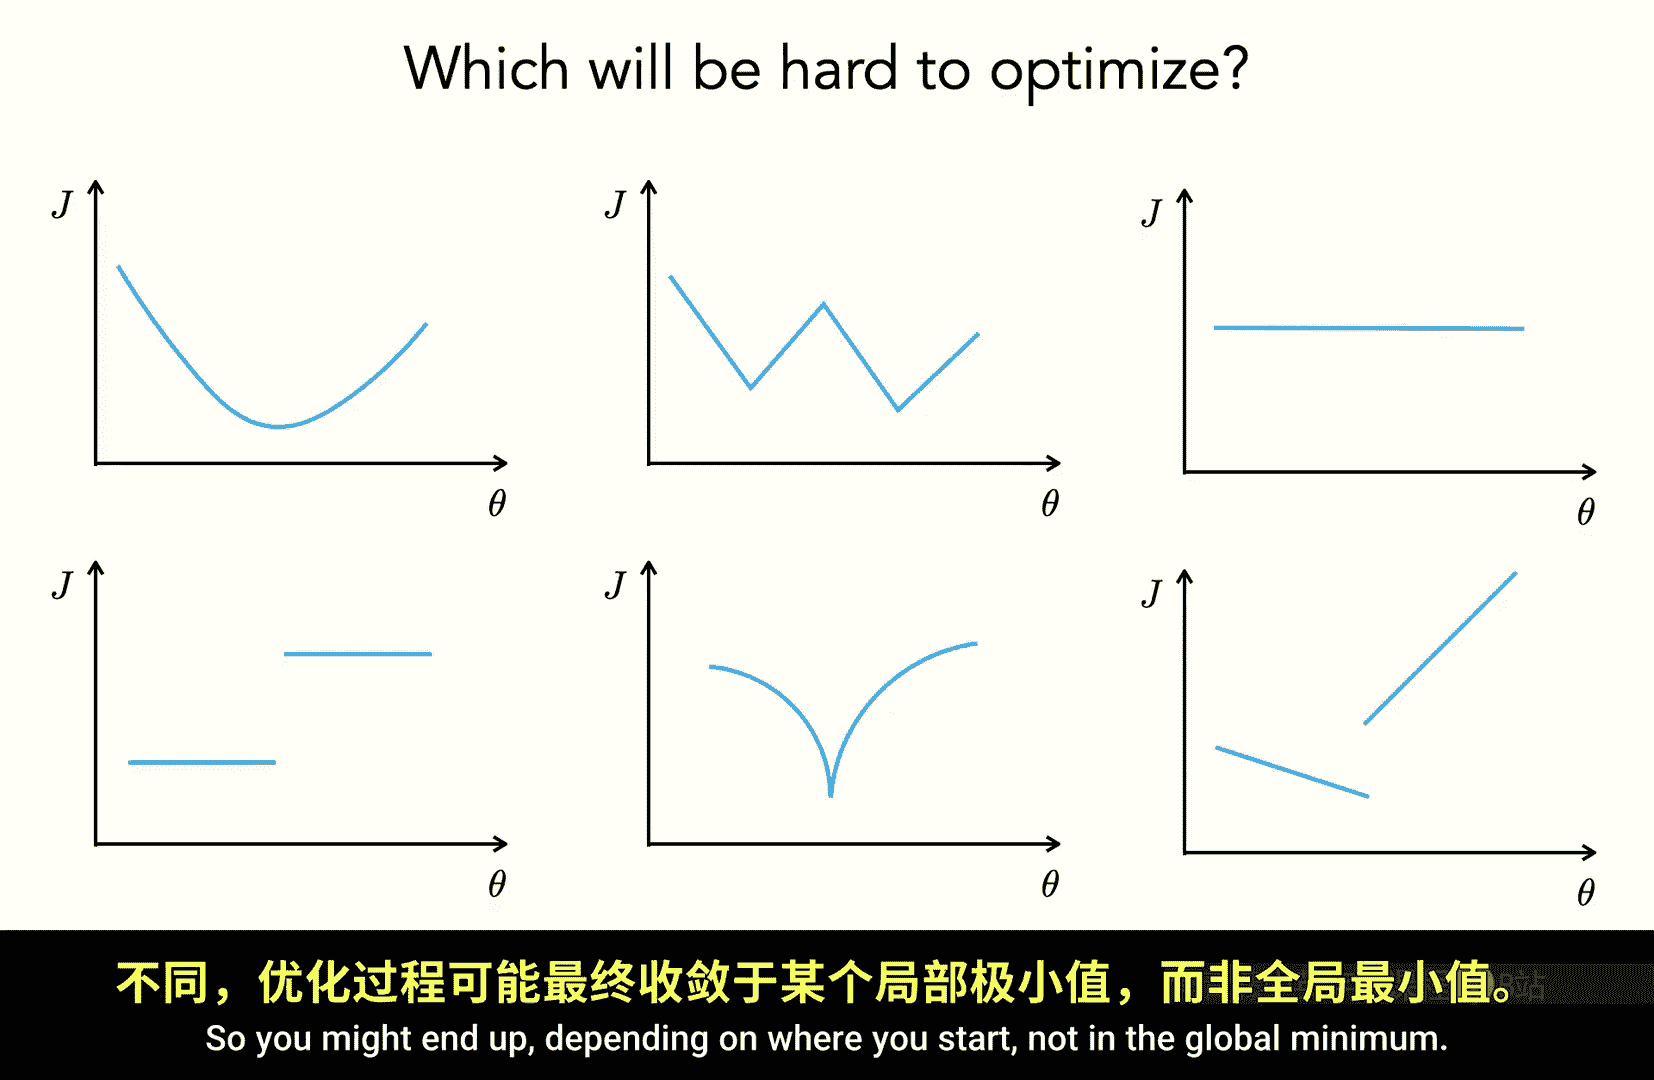 Which will be hard to optimize?
J
θ
J
θ
J
θ
J
θ
J
θ
J
θ
不同，优化过程可能最终收敛于某个局部极小值，而非全局最小值。
B站
So you might end up, depending on where you start, not in the global minimum.